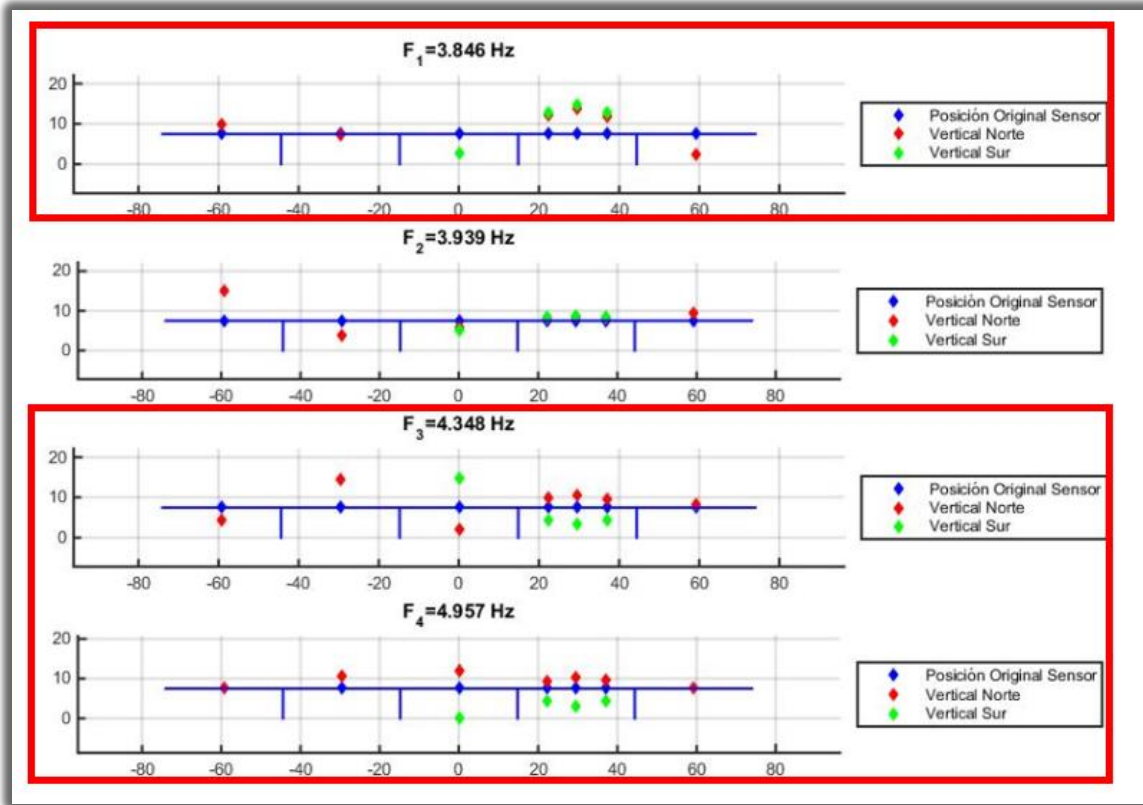 F1=3.846 Hz
20
10
0
-80 -60 -40 -20 0 20 40 60 80
Posición Original Sensor
Vertical Norte
Vertical Sur
F2=3.939 Hz
20
10
0
-80 -60 -40 -20 0 20 40 60 80
Posición Original Sensor
Vertical Norte
Vertical Sur
F3=4.348 Hz
20
10
0
-80 -60 -40 -20 0 20 40 60 80
Posición Original Sensor
Vertical Norte
Vertical Sur
F4=4.957 Hz
20
10
0
-80 -60 -40 -20 0 20 40 60 80
Posición Original Sensor
Vertical Norte
Vertical Sur